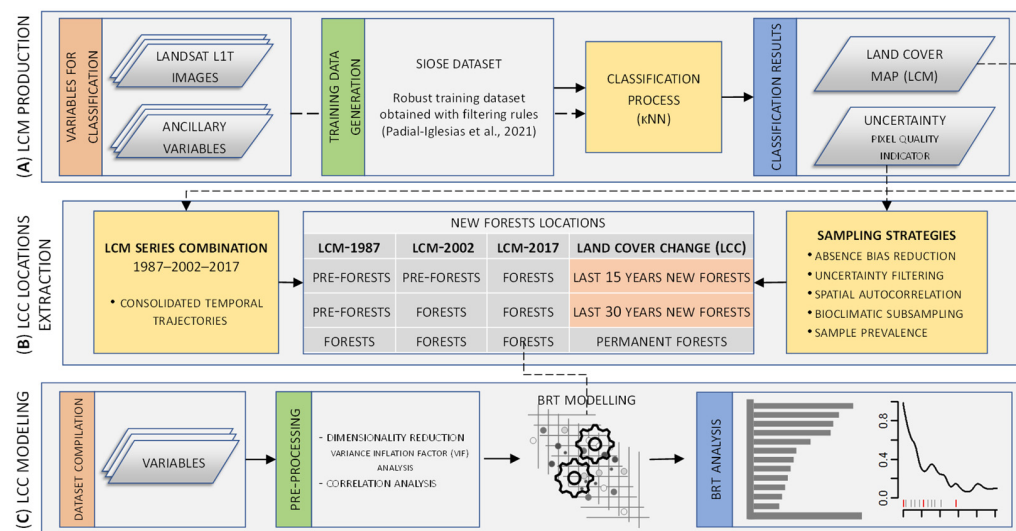 (A) LCM PRODUCTION
VARIABLES FOR
CLASSIFICATION
LANDSAT L1T
IMAGES
ANCILLARY
VARIABLES
TRAINING DATA
GENERATION
SIOSE DATASET
Robust training dataset
obtained with filtering rules
(Padial-Iglesias et al., 2021)
CLASSIFICATION
PROCESS
(KNN)
CLASSIFICATION RESULTS
LAND COVER
MAP (LCM)
UNCERTAINTY
PIXEL QUALITY
INDICATOR
(B) LCC LOCATIONS
EXTRACTION
LCM SERIES COMBINATION
1987–2002–2017
• CONSOLIDATED TEMPORAL
TRAJECTORIES
NEW FORESTS LOCATIONS
LCM-1987 LCM-2002 LCM-2017 LAND COVER CHANGE (LCC)
PRE-FORESTS PRE-FORESTS FORESTS LAST 15 YEARS NEW FORESTS
PRE-FORESTS FORESTS FORESTS LAST 30 YEARS NEW FORESTS
FORESTS FORESTS FORESTS PERMANENT FORESTS
SAMPLING STRATEGIES
• ABSENCE BIAS REDUCTION
• UNCERTAINTY FILTERING
• SPATIAL AUTOCORRELATION
• BIOCLIMATIC SUBSAMPLING
• SAMPLE PREVALENCE
(C) LCC MODELING
DATASET COMPILATION
VARIABLES
PRE-PROCESSING
- DIMENSIONALITY REDUCTION
VARIANCE INFLATION FACTOR (VIF)
ANALYSIS
- CORRELATION ANALYSIS
BRT MODELLING
BRT ANALYSIS
0.8
0.4
0.0